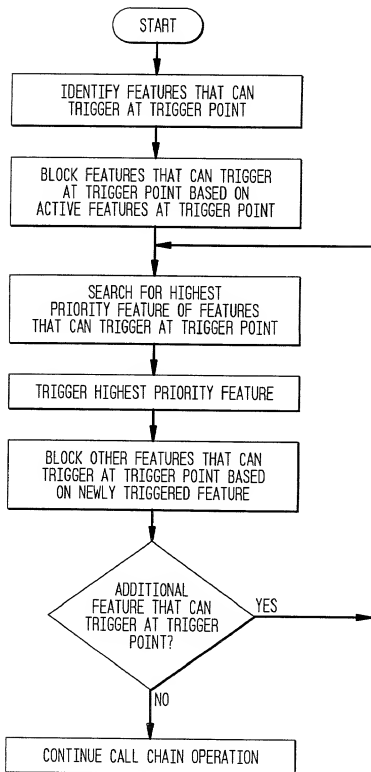 START
IDENTIFY FEATURES THAT CAN
TRIGGER AT TRIGGER POINT
BLOCK FEATURES THAT CAN TRIGGER
AT TRIGGER POINT BASED ON
ACTIVE FEATURES AT TRIGGER POINT
SEARCH FOR HIGHEST
PRIORITY FEATURE OF FEATURES
THAT CAN TRIGGER AT TRIGGER POINT
TRIGGER HIGHEST PRIORITY FEATURE
BLOCK OTHER FEATURES THAT CAN
TRIGGER AT TRIGGER POINT BASED
ON NEWLY TRIGGERED FEATURE
ADDITIONAL
FEATURE THAT CAN
TRIGGER AT TRIGGER
POINT?
YES
NO
CONTINUE CALL CHAIN OPERATION